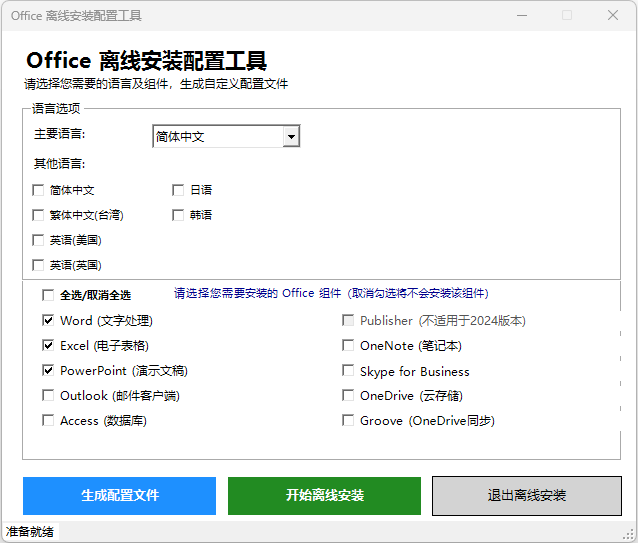 Office 离线安装配置工具
Office 离线安装配置工具
请选择您需要的语言及组件，生成自定义配置文件
语言选项
主要语言:
简体中文
其他语言:
简体中文
日语
繁体中文(台湾)
韩语
英语(美国)
英语(英国)
全选/取消全选
请选择您需要安装的 Office 组件（取消勾选将不会安装该组件）
Word (文字处理)
Publisher (不适用于2024版本)
Excel (电子表格)
OneNote (笔记本)
PowerPoint (演示文稿)
Skype for Business
Outlook (邮件客户端)
OneDrive (云存储)
Access (数据库)
Groove (OneDrive同步)
生成配置文件
开始离线安装
退出离线安装
准备就绪